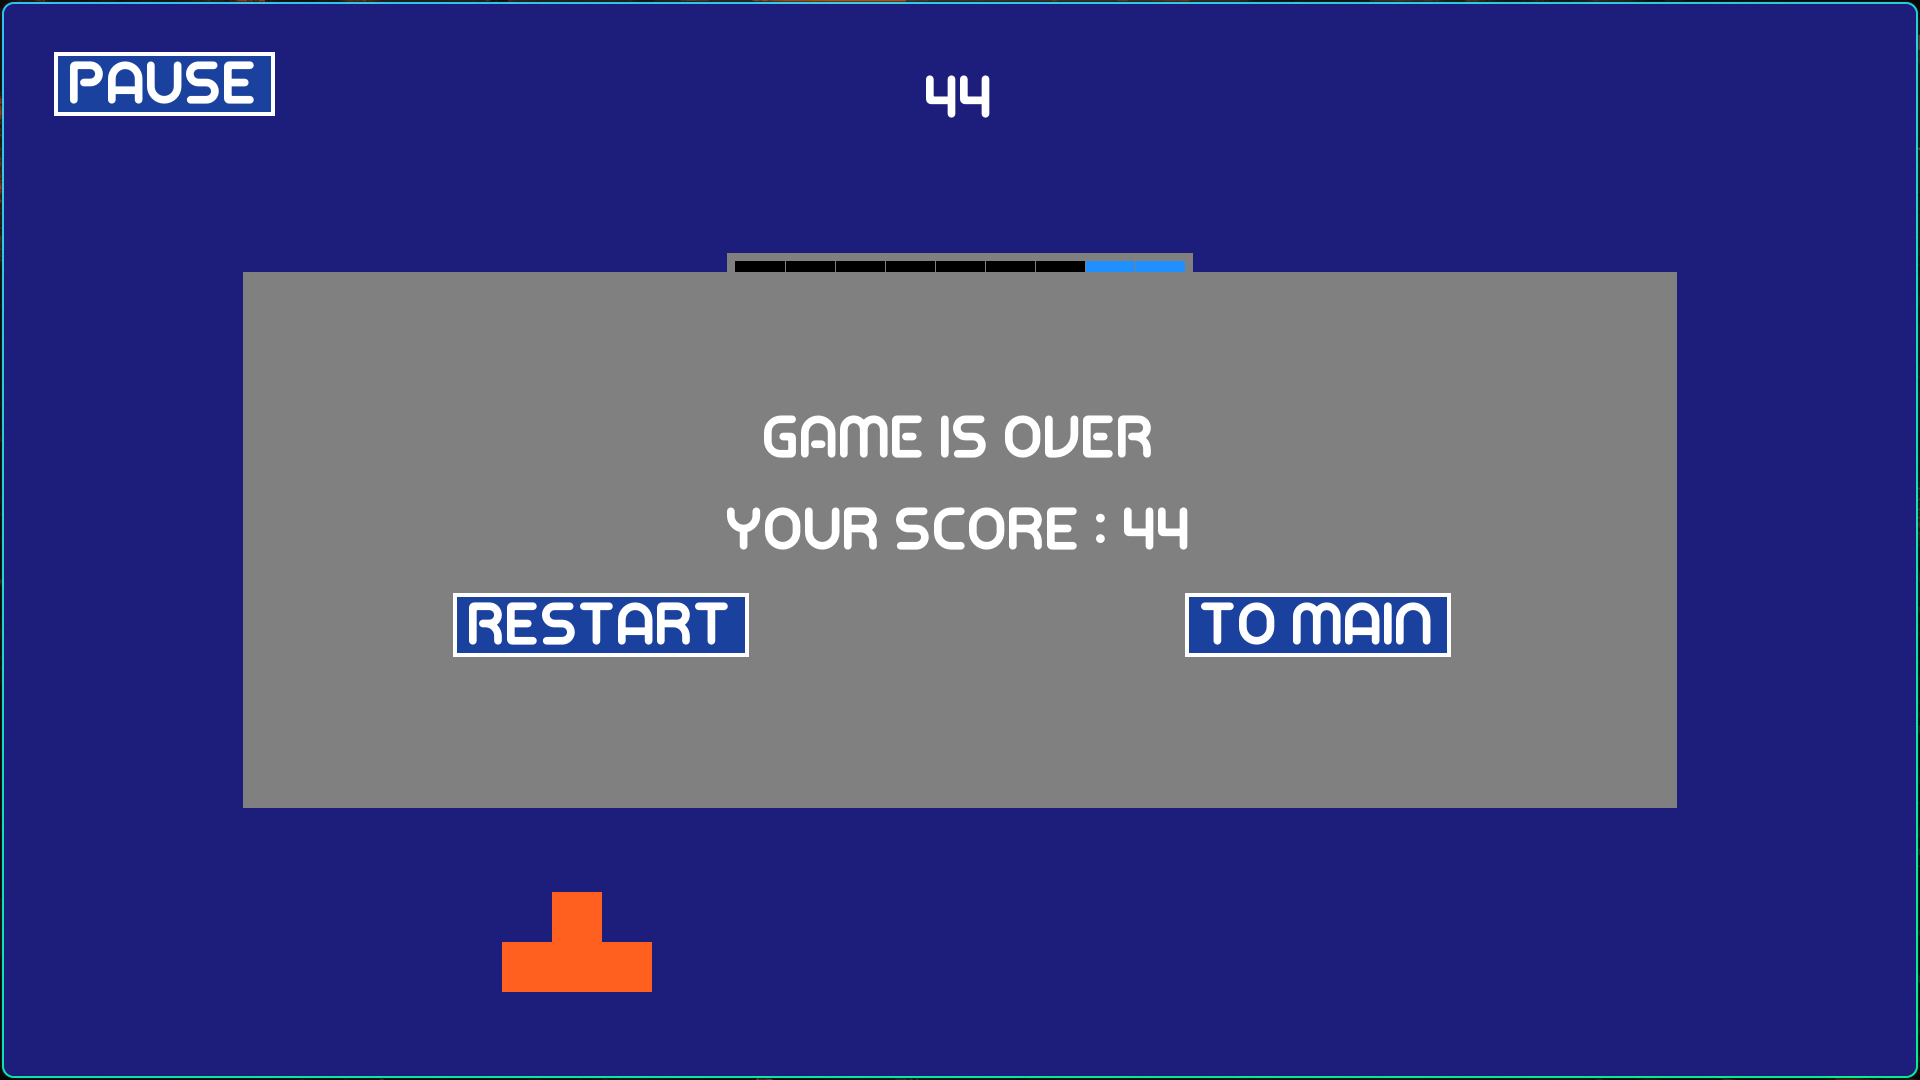 PAUSE
44
GAME IS OVER
YOUR SCORE : 44
RESTART
TO MAIN